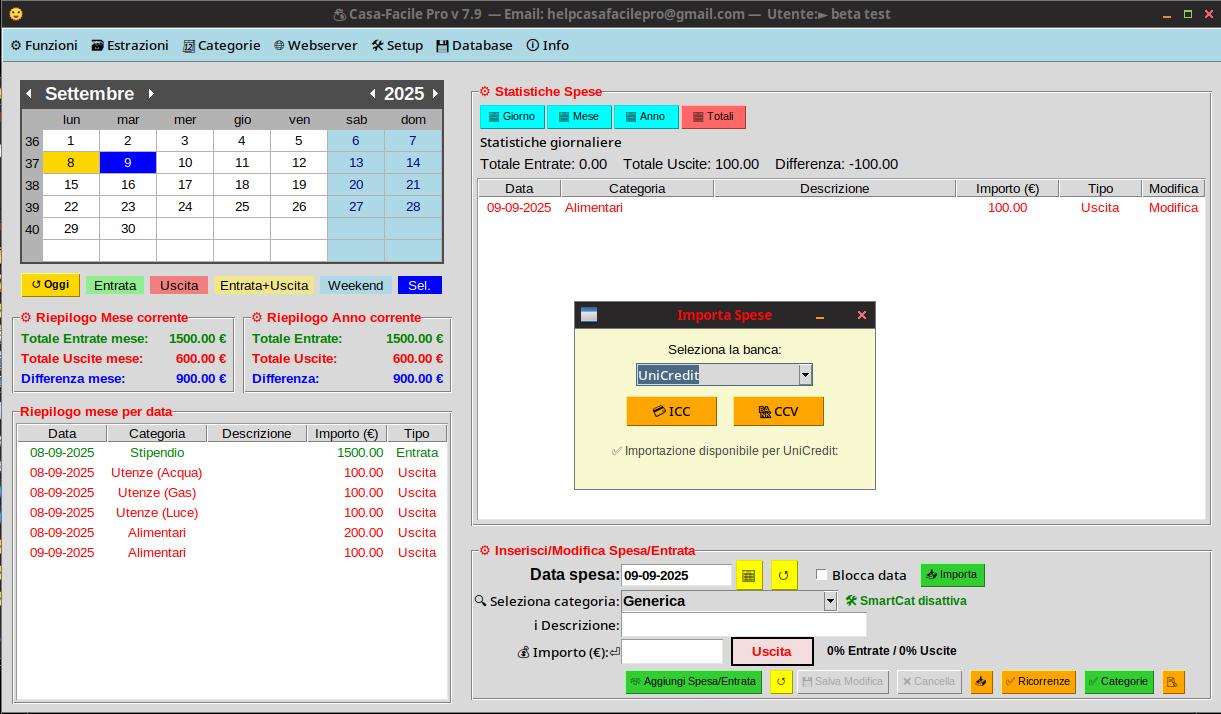 Casa-Facile Pro v 7.9 — Email: helpcasafacilepro@gmail.com — Utente:► beta test
Funzioni Estrazioni Categorie Webserver Setup Database Info
Settembre 2025
lun mar mer gio ven sab dom
36 1 2 3 4 5 6 7
37 8 9 10 11 12 13 14
38 15 16 17 18 19 20 21
39 22 23 24 25 26 27 28
40 29 30
↺ Oggi Entrata Uscita Entrata+Uscita Weekend Sel.
Riepilogo Mese corrente
Totale Entrate mese: 1500.00 €
Totale Uscite mese: 600.00 €
Differenza mese: 900.00 €
Riepilogo Anno corrente
Totale Entrate: 1500.00 €
Totale Uscite: 600.00 €
Differenza: 900.00 €
Riepilogo mese per data
Data Categoria Descrizione Importo (€) Tipo
08-09-2025 Stipendio 1500.00 Entrata
08-09-2025 Utenze (Acqua) 100.00 Uscita
08-09-2025 Utenze (Gas) 100.00 Uscita
08-09-2025 Utenze (Luce) 100.00 Uscita
08-09-2025 Alimentari 200.00 Uscita
09-09-2025 Alimentari 100.00 Uscita
Statistiche Spese
Giorno Mese Anno Totali
Statistiche giornaliere
Totale Entrate: 0.00 Totale Uscite: 100.00 Differenza: -100.00
Data Categoria Descrizione Importo (€) Tipo Modifica
09-09-2025 Alimentari 100.00 Uscita Modifica
Importa Spese
Seleziona la banca:
UniCredit
ICC CCV
✅ Importazione disponibile per UniCredit:
Inserisci/Modifica Spesa/Entrata
Data spesa: 09-09-2025 ↺ Blocca data Importa
Seleziona categoria: Generica SmartCat disattiva
i Descrizione:
Importo (€):⏎ Uscita 0% Entrate / 0% Uscite
Aggiungi Spesa/Entrata ↺ Salva Modifica Cancella Ricorrenze Categorie